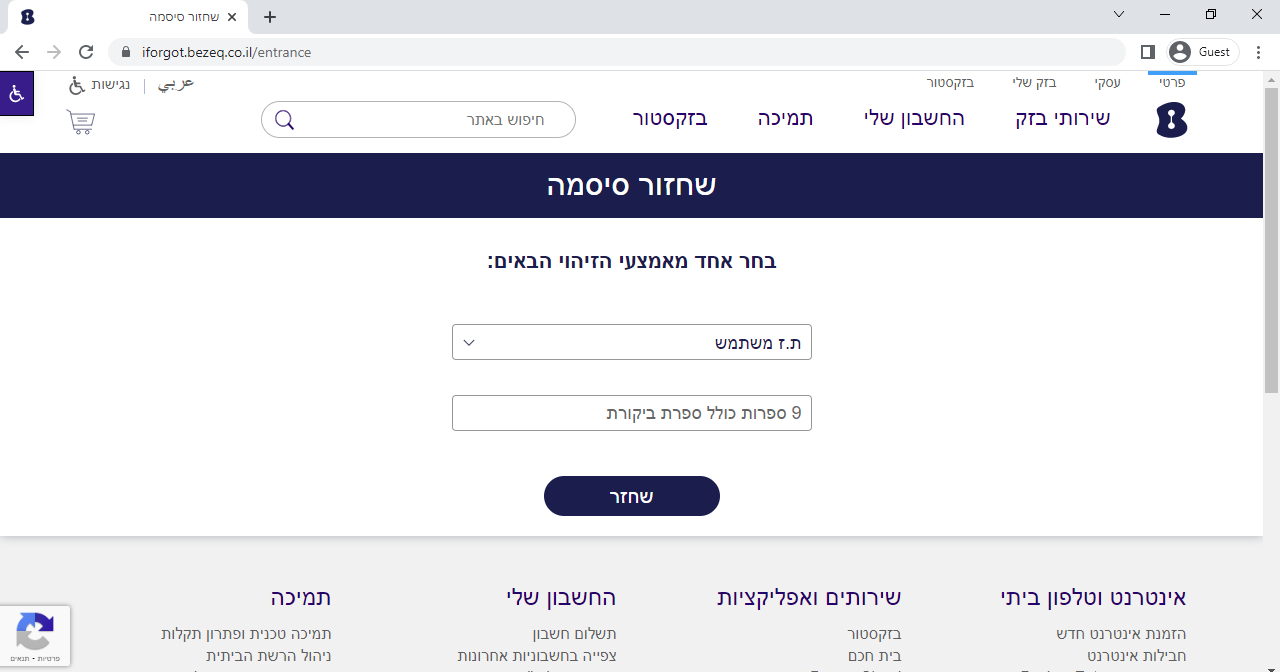 שחזור סיסמה
iforgot.bezeq.co.il/entrance
Guest
פרטי
עסקי
בזק שלי
בזקסטור
عربي
נגישות
שירותי בזק
החשבון שלי
תמיכה
בזקסטור
חיפוש באתר
שחזור סיסמה
בחר אחד מאמצעי הזיהוי הבאים:
ת.ז משתמש
9 ספרות כולל ספרת ביקורת
שחזר
אינטרנט וטלפון ביתי
הזמנת אינטרנט חדש
חבילות אינטרנט
שירותים ואפליקציות
בזקסטור
בית חכם
החשבון שלי
תשלום חשבון
צפייה בחשבוניות אחרונות
תמיכה
תמיכה טכנית ופתרון תקלות
ניהול הרשת הביתית
פרטיות • תנאים